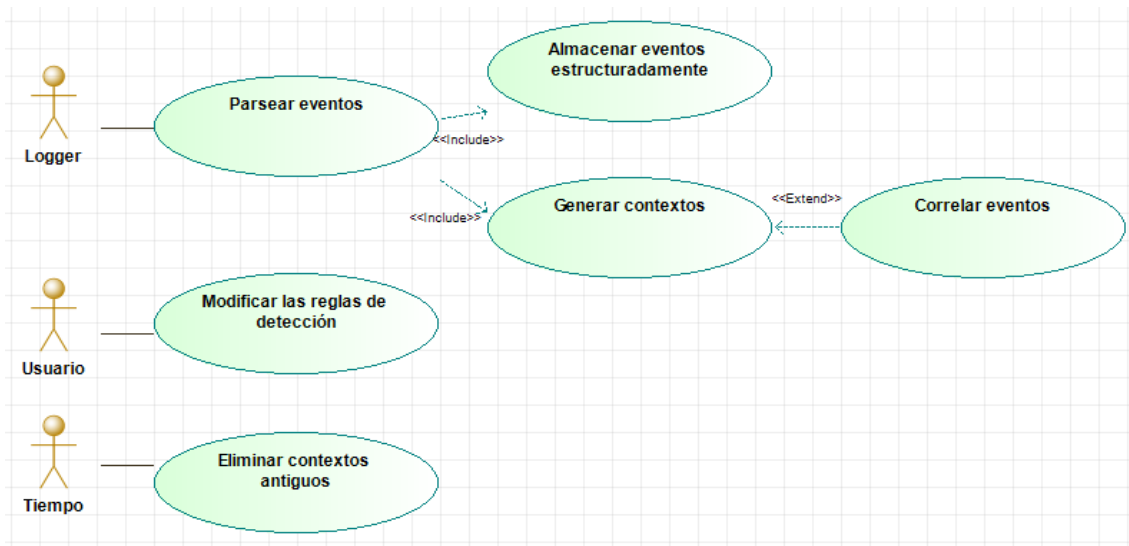 Almacenar eventos
estructuradamente
Parsear eventos
<<Include>>
Logger
Generar contextos
<<Extend>>
Correlar eventos
<<Include>>
Modificar las reglas de
detección
Usuario
Eliminar contextos
antiguos
Tiempo